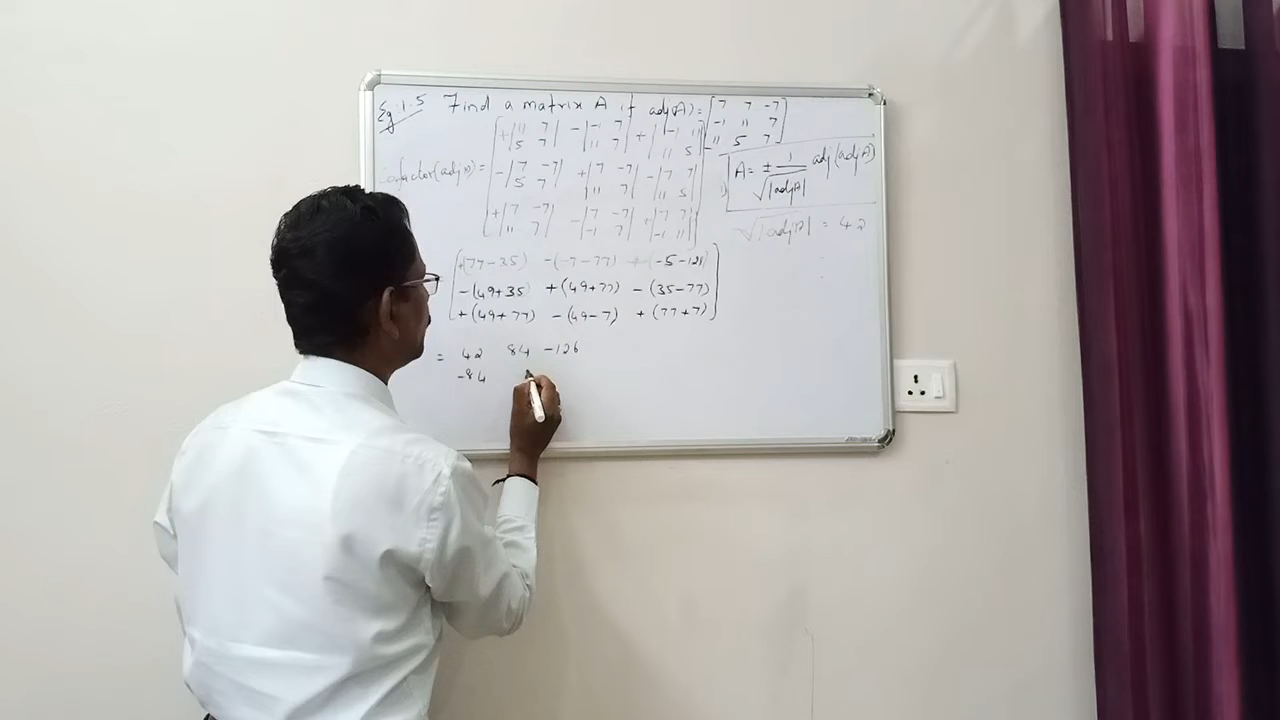 Eg 1.5 Find a matrix A if adj(A) = [7 7 -7
-1 11 7
11 5 7]
Cofactor(adj A) = [+|11 7 -|-1 7 +|-1 11
5 7| 11 7| 11 5|
-|7 -7 +|7 -7 -|7 7
5 7| 11 7| 11 5|
+|7 -7 -|7 -7 +|7 7
11 7| -1 7| -1 11|]
1) A = ± 1/√|adj A| adj(adj A)
√|adj A| = 42
[+(77-35) -(-7-77) +(-5-121)
-(49+35) +(49+77) -(35-77)
+(49+77) -(49-7) +(77+7)]
= 42 84 -126
-84